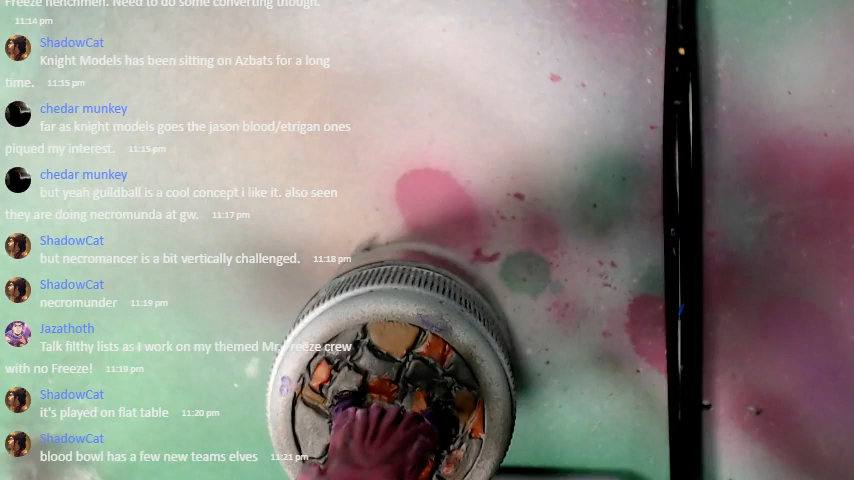 Freeze henchmen. Need to do some converting though.
11:14 pm
ShadowCat
Knight Models has been sitting on Azbats for a long
time. 11:15 pm
chedar munkey
far as knight models goes the jason blood/etrigan ones
piqued my interest. 11:15 pm
chedar munkey
but yeah guildball is a cool concept i like it. also seen
they are doing necromunda at gw. 11:17 pm
ShadowCat
but necromancer is a bit vertically challenged. 11:18 pm
ShadowCat
necromunder 11:19 pm
Jazathoth
Talk filthy lists as I work on my themed Mr. Freeze crew
with no Freeze! 11:19 pm
ShadowCat
it's played on flat table 11:20 pm
ShadowCat
blood bowl has a few new teams elves 11:21 pm